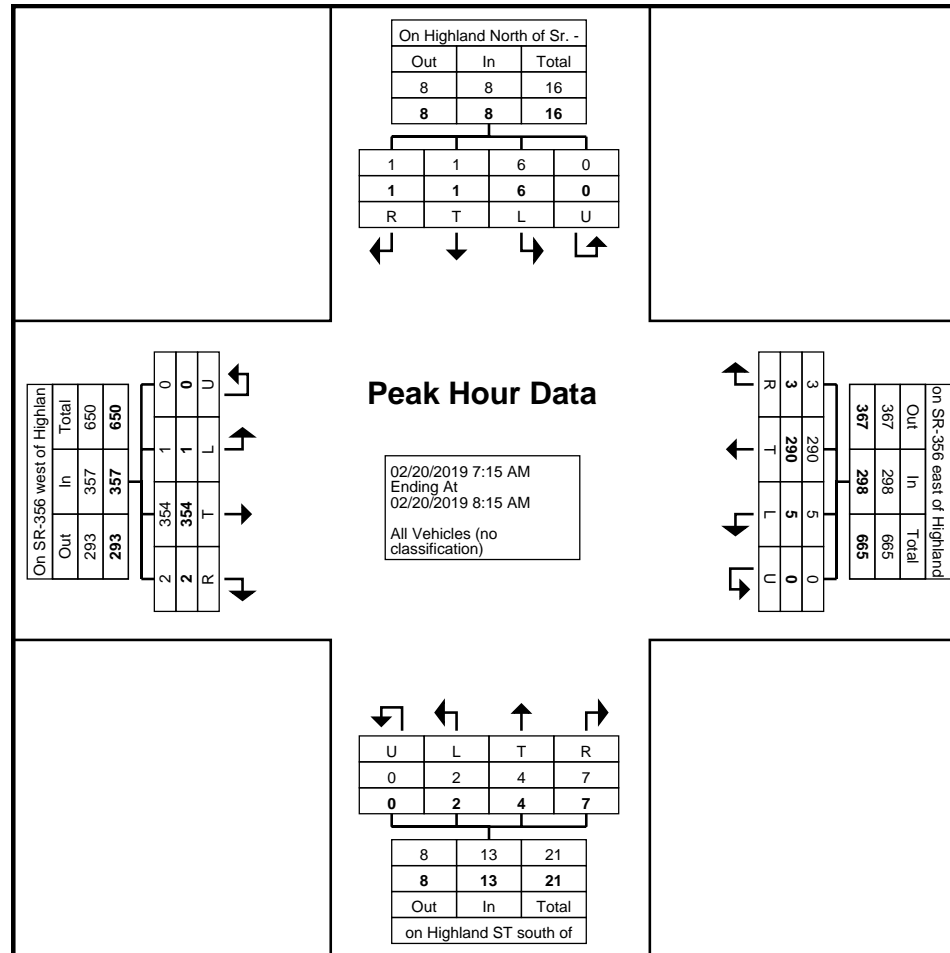 On Highland North of Sr. -
Out In Total
8 8 16
8 8 16
1 1 6 0
1 1 6 0
R T L U
Peak Hour Data
02/20/2019 7:15 AM
Ending At
02/20/2019 8:15 AM
All Vehicles (no
classification)
On SR-356 west of Highlan
Out In Total
293 357 650
293 357 650
2 354 1 0
2 354 1 0
R T L U
on SR-356 east of Highland
Out In Total
367 298 665
367 298 665
3 290 5 0
3 290 5 0
R T L U
U L T R
0 2 4 7
0 2 4 7
8 13 21
8 13 21
Out In Total
on Highland ST south of